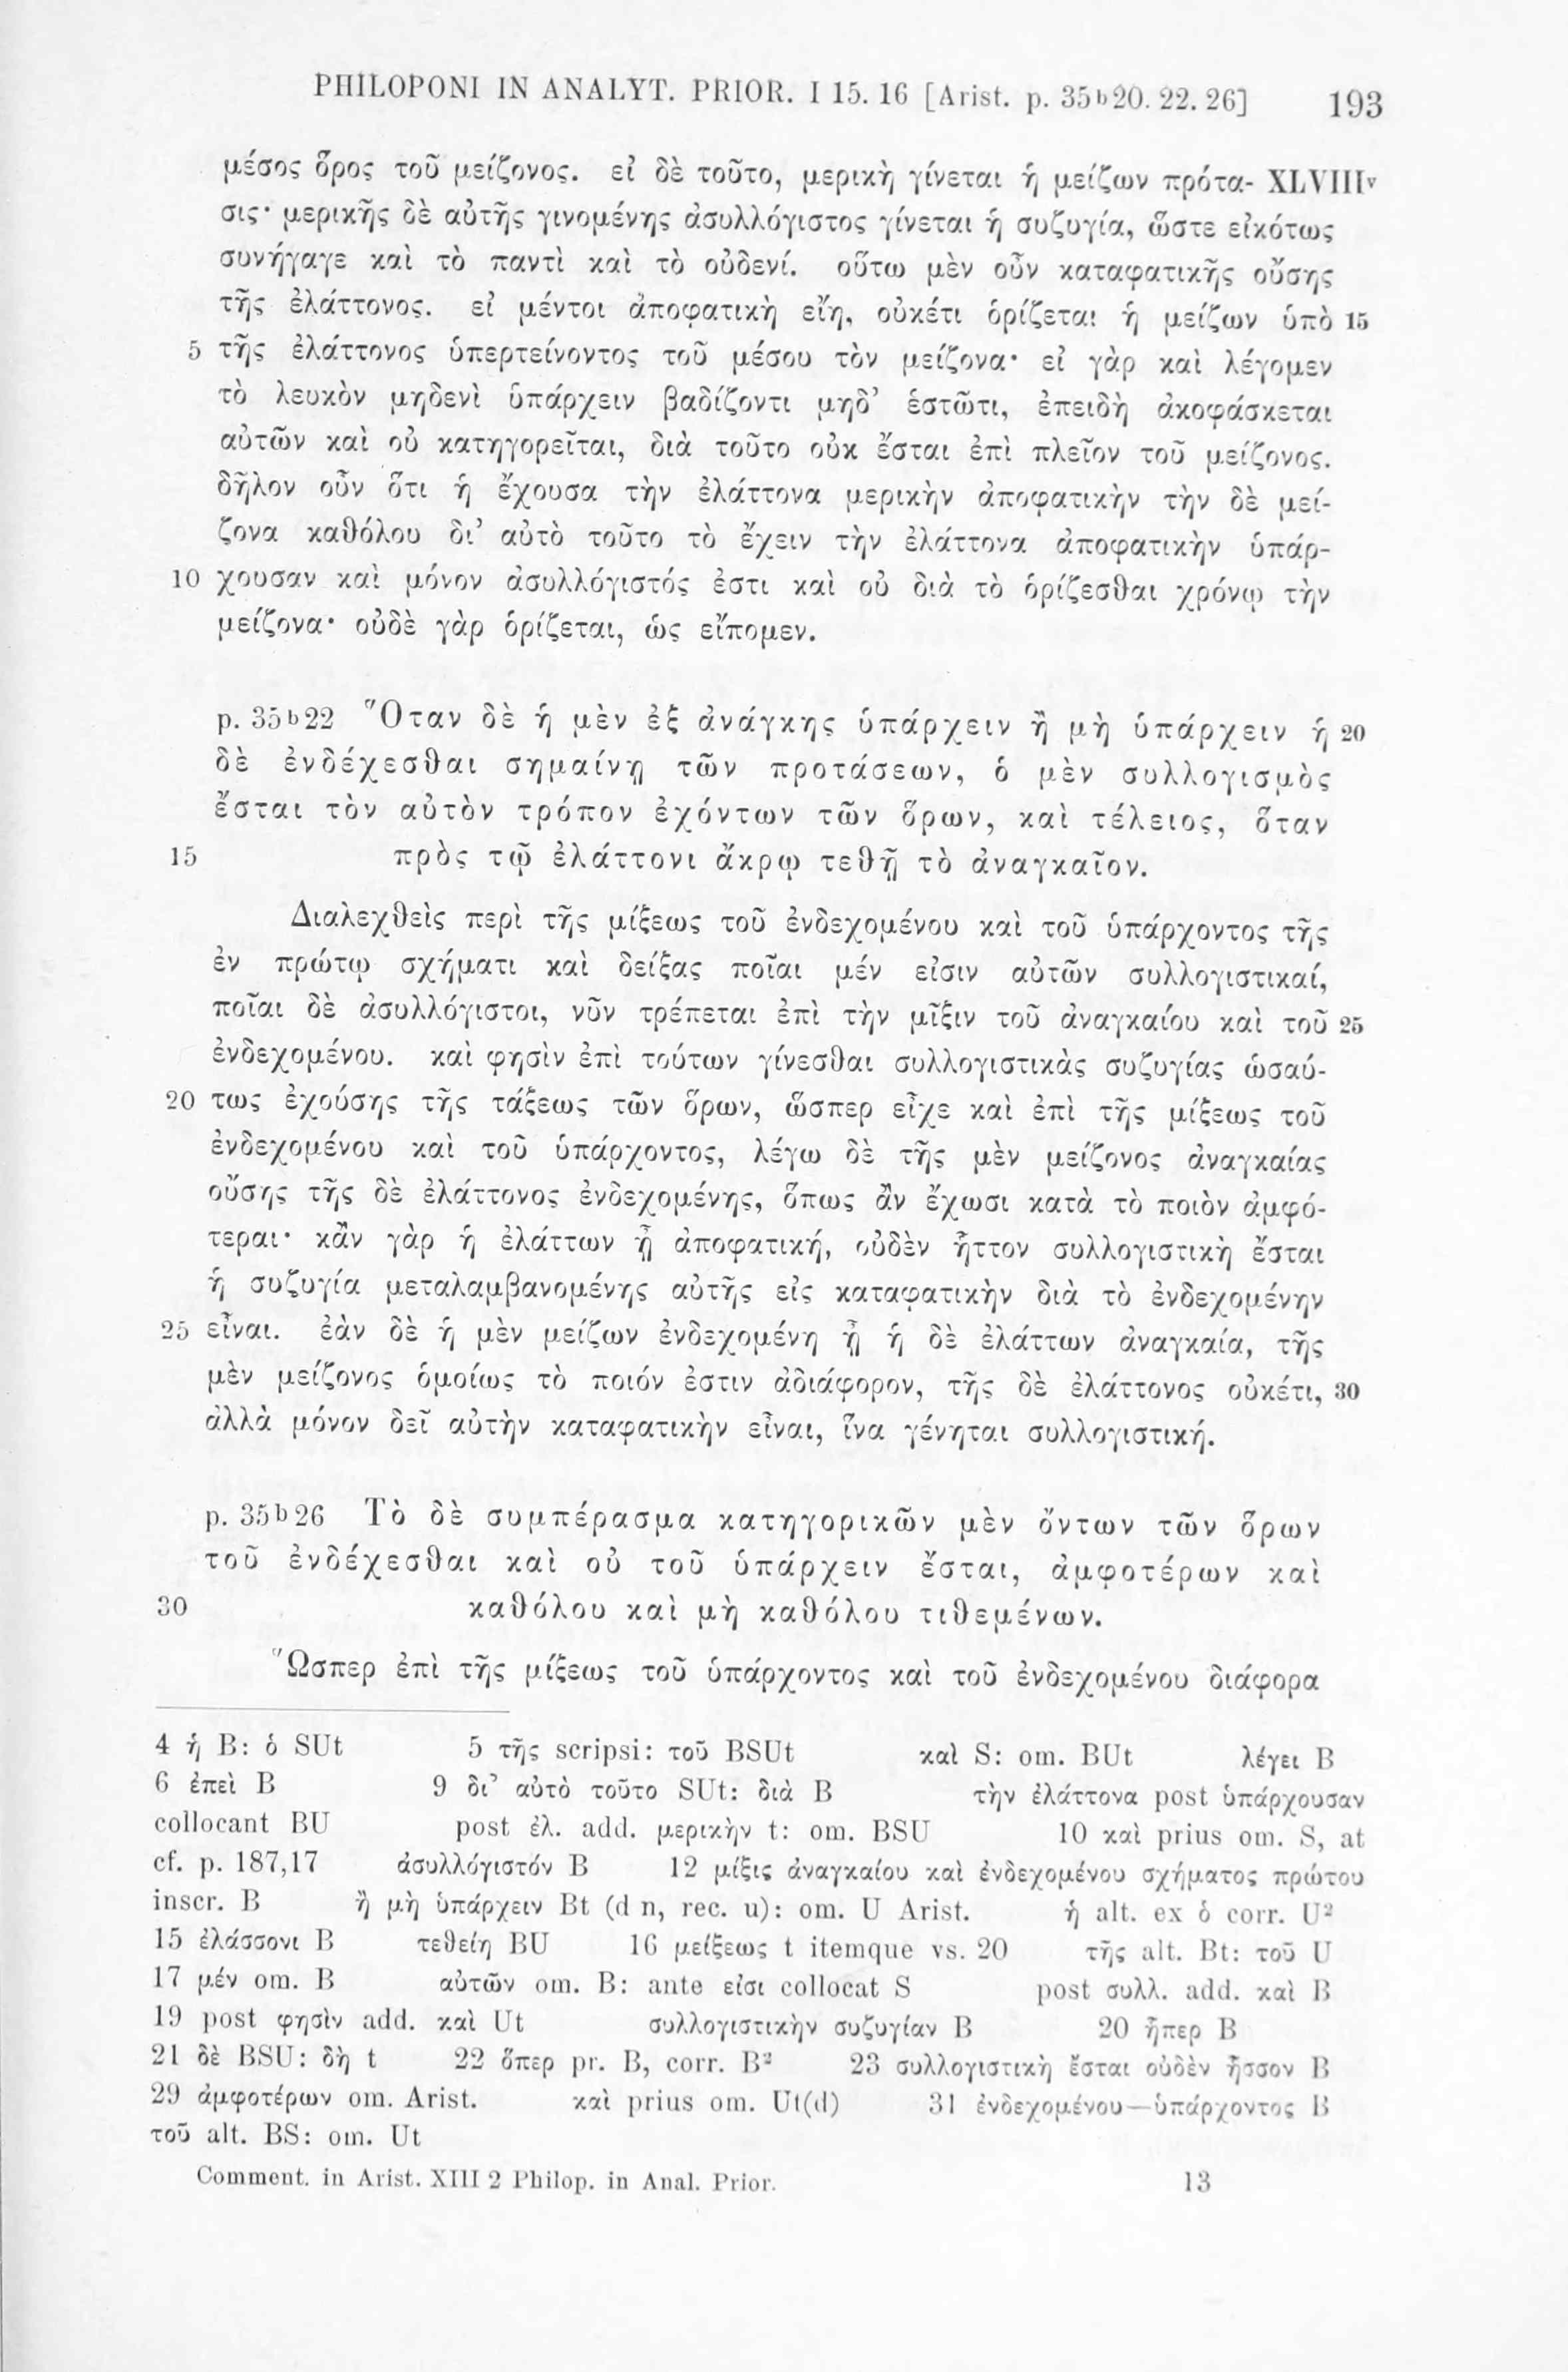 PHILOPONI IN ANALYT. PRIOR. I 15. 16 [Arist. p. 35b20. 22. 26] 193
μέσος ὅρος τοῦ μείζονος. εἰ δὲ τοῦτο, μερικὴ γίνεται ἡ μείζων πρότα- XLVIIIv
σις· μερικῆς δὲ αὐτῆς γινομένης ἀσυλλόγιστος γίνεται ἡ συζυγία, ὥστε εἰκότως
συνήγαγε καὶ τὸ παντὶ καὶ τὸ οὐδενί. οὕτω μὲν οὖν καταφατικῆς οὔσης
τῆς ἐλάττονος. εἰ μέντοι ἀποφατικὴ εἴη, οὐκέτι ὁρίζεται ἡ μείζων ὑπὸ 15
5 τῆς ἐλάττονος ὑπερτείνοντος τοῦ μέσου τὸν μείζονα· εἰ γὰρ καὶ λέγομεν
τὸ λευκὸν μηδενὶ ὑπάρχειν βαδίζοντι μηδ’ ἑστῶτι, ἐπειδὴ ἀκοφάσκεται
αὐτῶν καὶ οὐ κατηγορεῖται, διὰ τοῦτο οὐκ ἔσται ἐπὶ πλεῖον τοῦ μείζονος.
δῆλον οὖν ὅτι ἡ ἔχουσα τὴν ἐλάττονα μερικὴν ἀποφατικὴν τὴν δὲ μεί-
ζονα καθόλου δι’ αὐτὸ τοῦτο τὸ ἔχειν τὴν ἐλάττονα ἀποφατικὴν ὑπάρ-
10 χουσαν καὶ μόνον ἀσυλλόγιστός ἐστι καὶ οὐ διὰ τὸ ὁρίζεσθαι χρόνῳ τὴν
μείζονα· οὐδὲ γὰρ ὁρίζεται, ὡς εἴπομεν.
p. 35b22 Ὅταν δὲ ἡ μὲν ἐξ ἀνάγκης ὑπάρχειν ἢ μὴ ὑπάρχειν ἡ 20
δὲ ἐνδέχεσθαι σημαίνῃ τῶν προτάσεων, ὁ μὲν συλλογισμὸς
ἔσται τὸν αὐτὸν τρόπον ἐχόντων τῶν ὅρων, καὶ τέλειος, ὅταν
15 πρὸς τῷ ἐλάττονι ἄκρῳ τεθῇ τὸ ἀναγκαῖον.
Διαλεχθεὶς περὶ τῆς μίξεως τοῦ ἐνδεχομένου καὶ τοῦ ὑπάρχοντος τῆς
ἐν πρώτῳ σχήματι καὶ δείξας ποῖαι μέν εἰσιν αὐτῶν συλλογιστικαί,
ποῖαι δὲ ἀσυλλόγιστοι, νῦν τρέπεται ἐπὶ τὴν μῖξιν τοῦ ἀναγκαίου καὶ τοῦ 25
ἐνδεχομένου. καὶ φησὶν ἐπὶ τούτων γίνεσθαι συλλογιστικὰς συζυγίας ὡσαύ-
20 τως ἐχούσης τῆς τάξεως τῶν ὅρων, ὥσπερ εἶχε καὶ ἐπὶ τῆς μίξεως τοῦ
ἐνδεχομένου καὶ τοῦ ὑπάρχοντος, λέγω δὲ τῆς μὲν μείζονος ἀναγκαίας
οὔσης τῆς δὲ ἐλάττονος ἐνδεχομένης, ὅπως ἂν ἔχωσι κατὰ τὸ ποιὸν ἀμφό-
τεραι· κἂν γὰρ ἡ ἐλάττων ᾖ ἀποφατική, οὐδὲν ἧττον συλλογιστικὴ ἔσται
ἡ συζυγία μεταλαμβανομένης αὐτῆς εἰς καταφατικὴν διὰ τὸ ἐνδεχομένην
25 εἶναι. ἐὰν δὲ ἡ μὲν μείζων ἐνδεχομένη ᾖ ἡ δὲ ἐλάττων ἀναγκαία, τῆς
μὲν μείζονος ὁμοίως τὸ ποιόν ἐστιν ἀδιάφορον, τῆς δὲ ἐλάττονος οὐκέτι, 30
ἀλλὰ μόνον δεῖ αὐτὴν καταφατικὴν εἶναι, ἵνα γένηται συλλογιστική.
p. 35b26 Τὸ δὲ συμπέρασμα κατηγορικῶν μὲν ὄντων τῶν ὅρων
τοῦ ἐνδέχεσθαι καὶ οὐ τοῦ ὑπάρχειν ἔσται, ἀμφοτέρων καὶ
30 καθόλου καὶ μὴ καθόλου τιθεμένων.
Ὥσπερ ἐπὶ τῆς μίξεως τοῦ ὑπάρχοντος καὶ τοῦ ἐνδεχομένου διάφορα
4 ἡ B: ὁ SUt 5 τῆς scripsi: τοῦ BSUt καὶ S: om. BUt λέγει B
6 ἐπεὶ B 9 δι’ αὐτὸ τοῦτο SUt: διὰ B τὴν ἐλάττονα post ὑπάρχουσαν
collocant BU post ἐλ. add. μερικὴν t: om. BSU 10 καὶ prius om. S, at
cf. p. 187,17 ἀσυλλόγιστόν B 12 μίξις ἀναγκαίου καὶ ἐνδεχομένου σχήματος πρώτου
inscr. B ἢ μὴ ὑπάρχειν Bt (d n, rec. u): om. U Arist. ἡ alt. ex ὁ corr. U²
15 ἐλάσσονι B τεθείη BU 16 μείξεως t itemque vs. 20 τῆς alt. Bt: τοῦ U
17 μέν om. B αὐτῶν om. B: ante εἰσι collocat S post συλλ. add. καὶ B
19 post φησὶν add. καὶ Ut συλλογιστικὴν συζυγίαν B 20 ᾗπερ B
21 δὲ BSU: δὴ t 22 ὅπερ pr. B, corr. B² 23 συλλογιστικὴ ἔσται οὐδὲν ἧσσον B
29 ἀμφοτέρων om. Arist. καὶ prius om. Ut(d) 31 ἐνδεχομένου—ὑπάρχοντος B
τοῦ alt. BS: om. Ut
Comment. in Arist. XIII 2 Philop. in Anal. Prior. 13